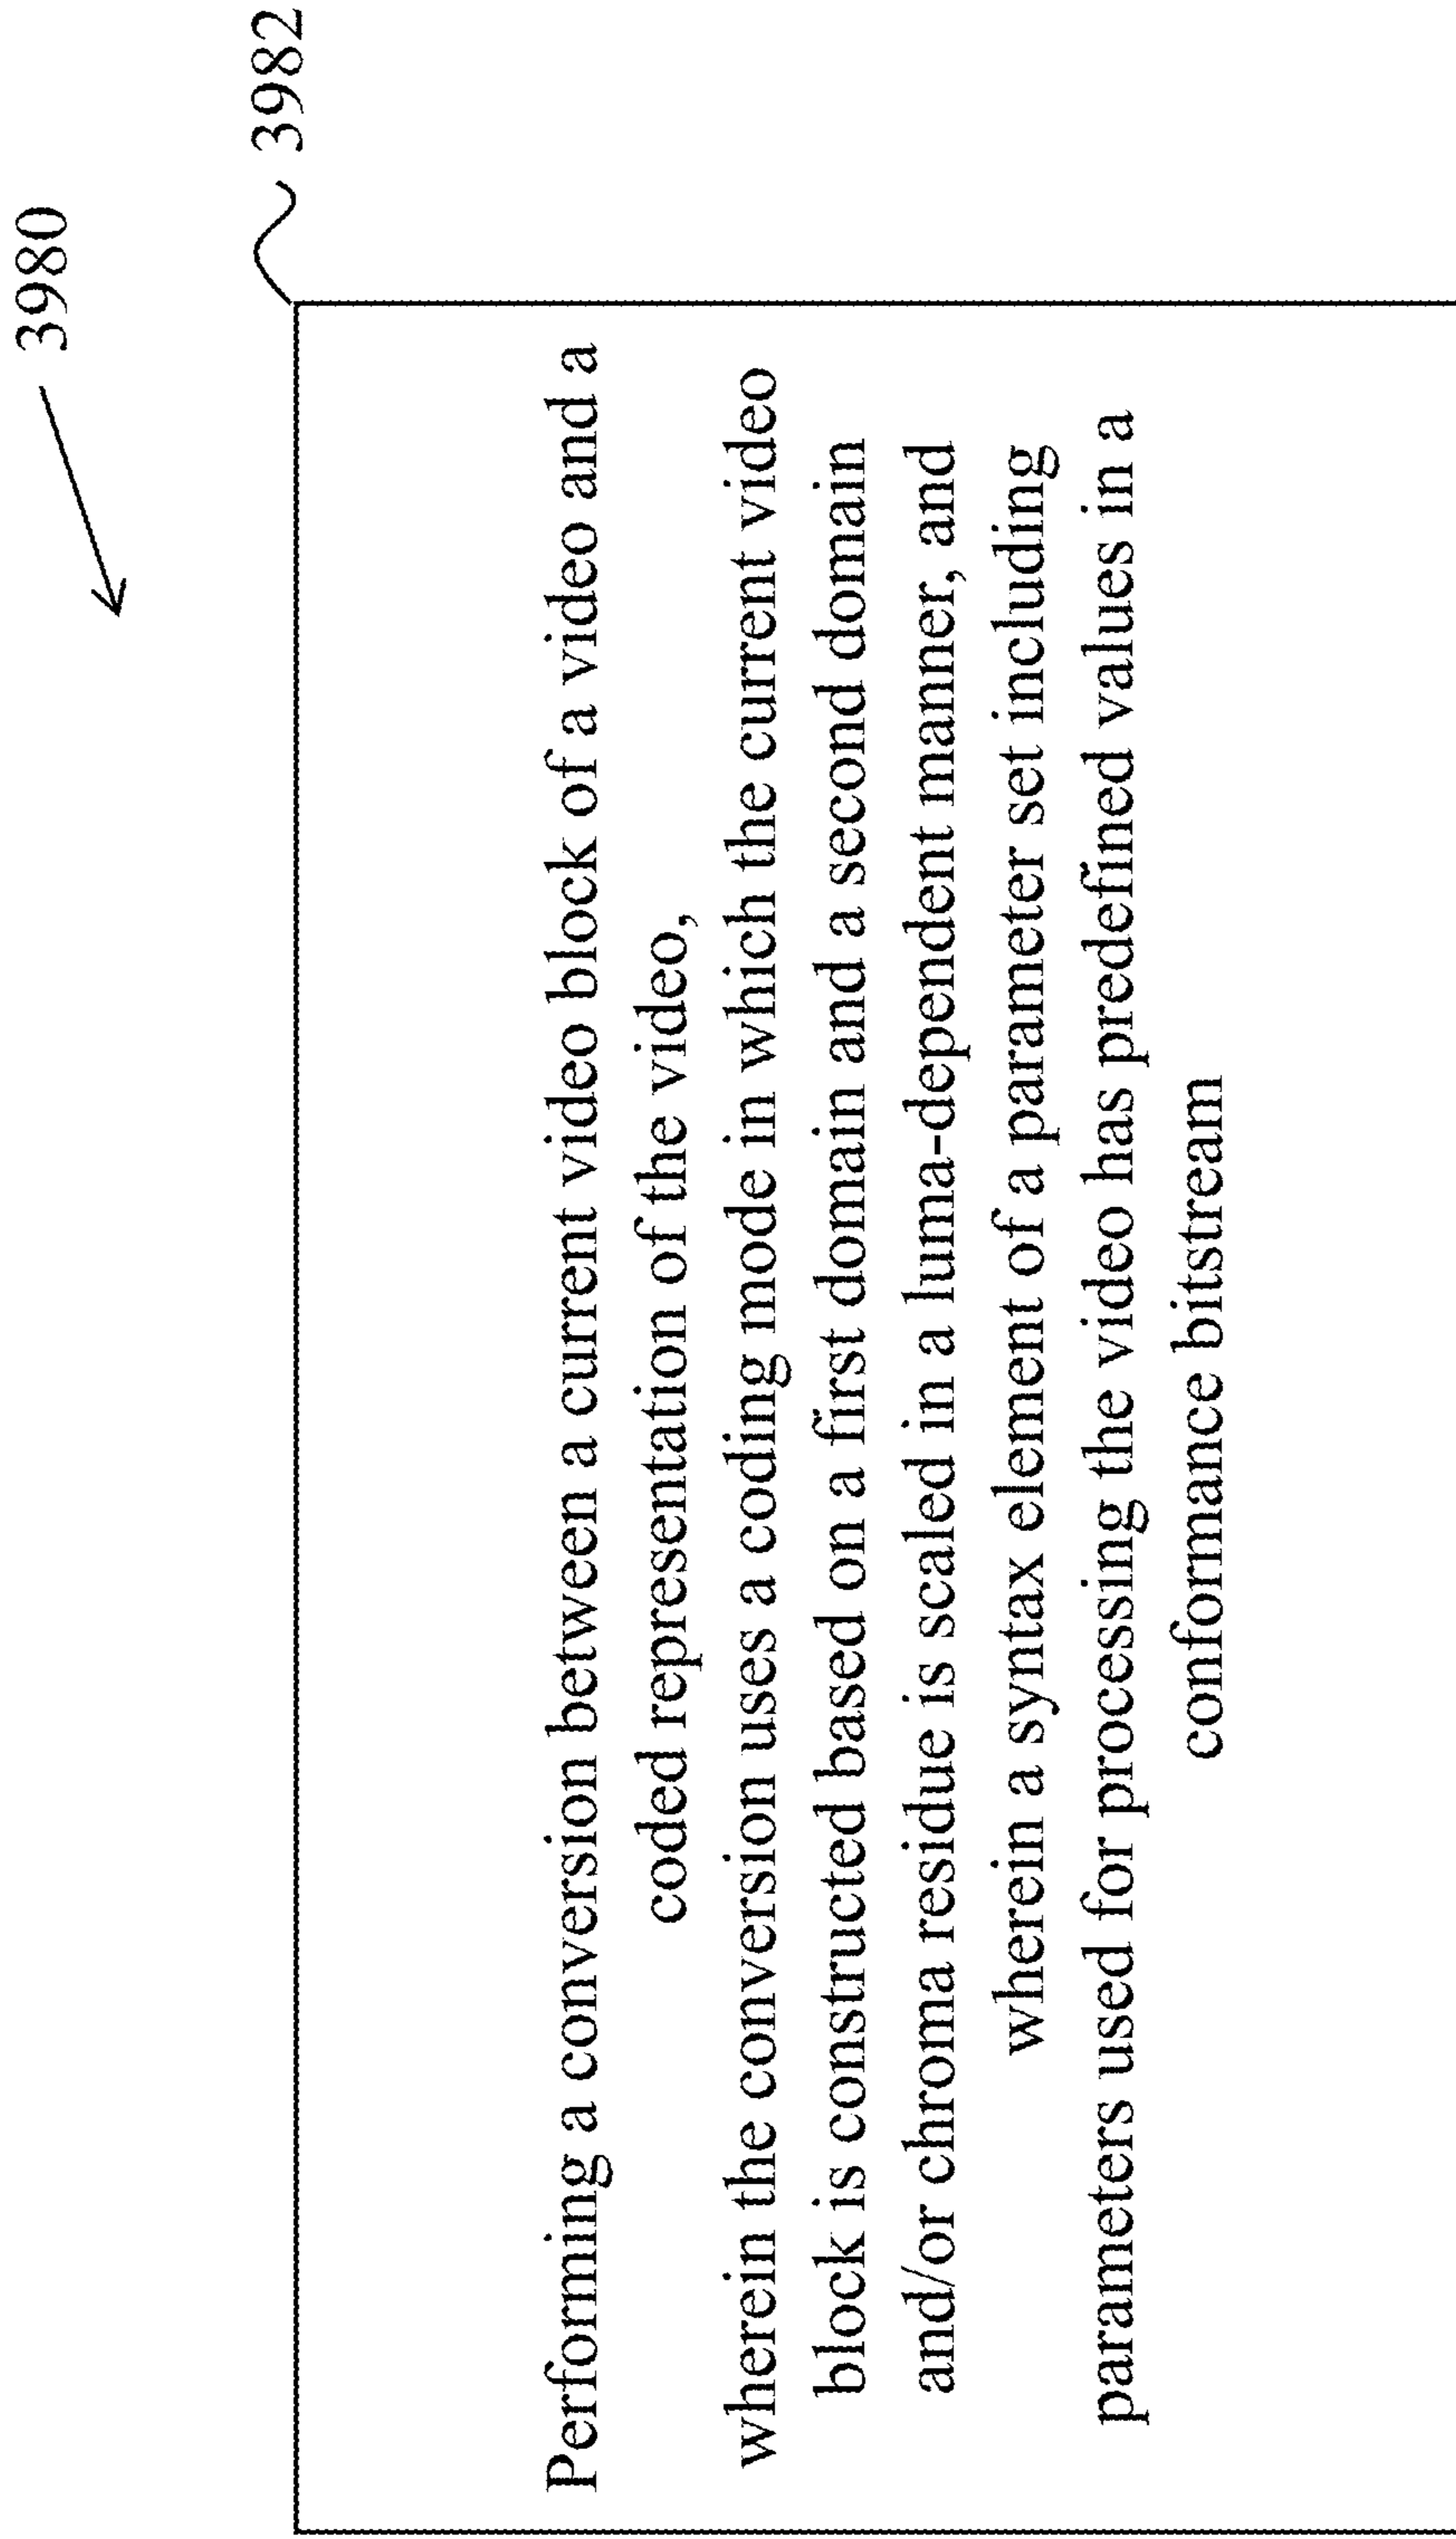 3980
3982
Performing a conversion between a current video block of a video and a
coded representation of the video,
wherein the conversion uses a coding mode in which the current video
block is constructed based on a first domain and a second domain
and/or chroma residue is scaled in a luma-dependent manner, and
wherein a syntax element of a parameter set including
parameters used for processing the video has predefined values in a
conformance bitstream